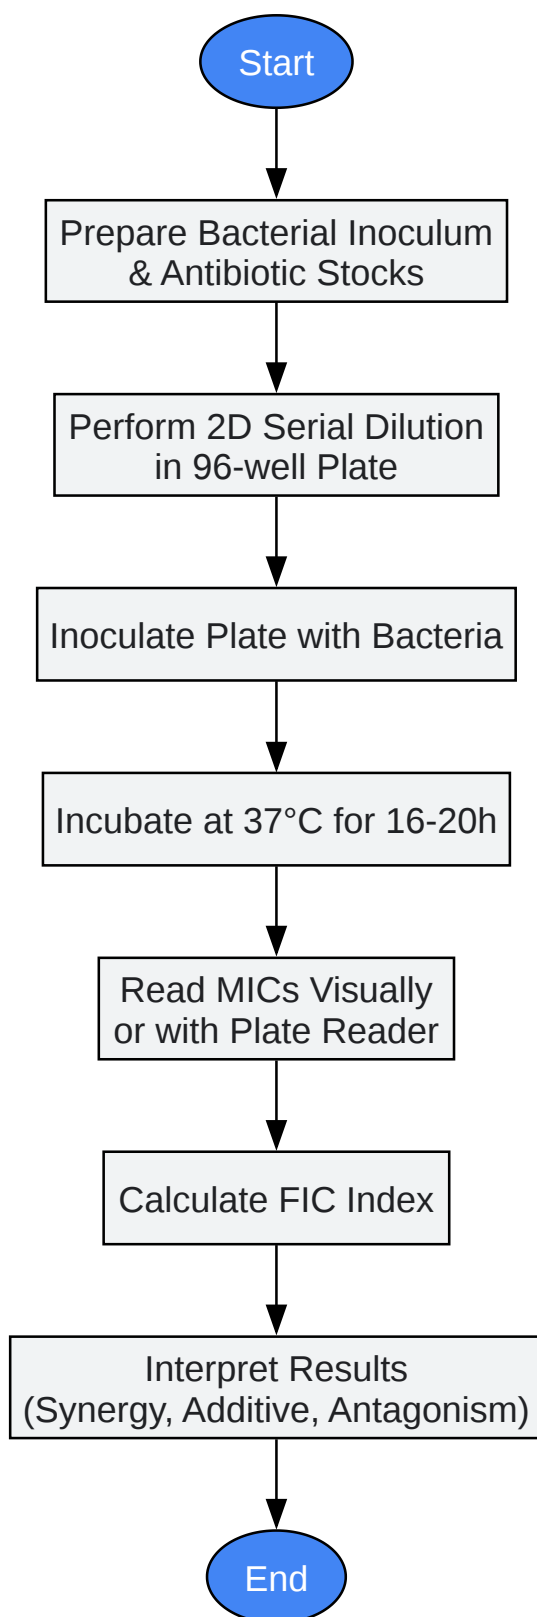 Start
Prepare Bacterial Inoculum
& Antibiotic Stocks
Perform 2D Serial Dilution
in 96-well Plate
Inoculate Plate with Bacteria
Incubate at 37°C for 16-20h
Read MICs Visually
or with Plate Reader
Calculate FIC Index
Interpret Results
(Synergy, Additive, Antagonism)
End